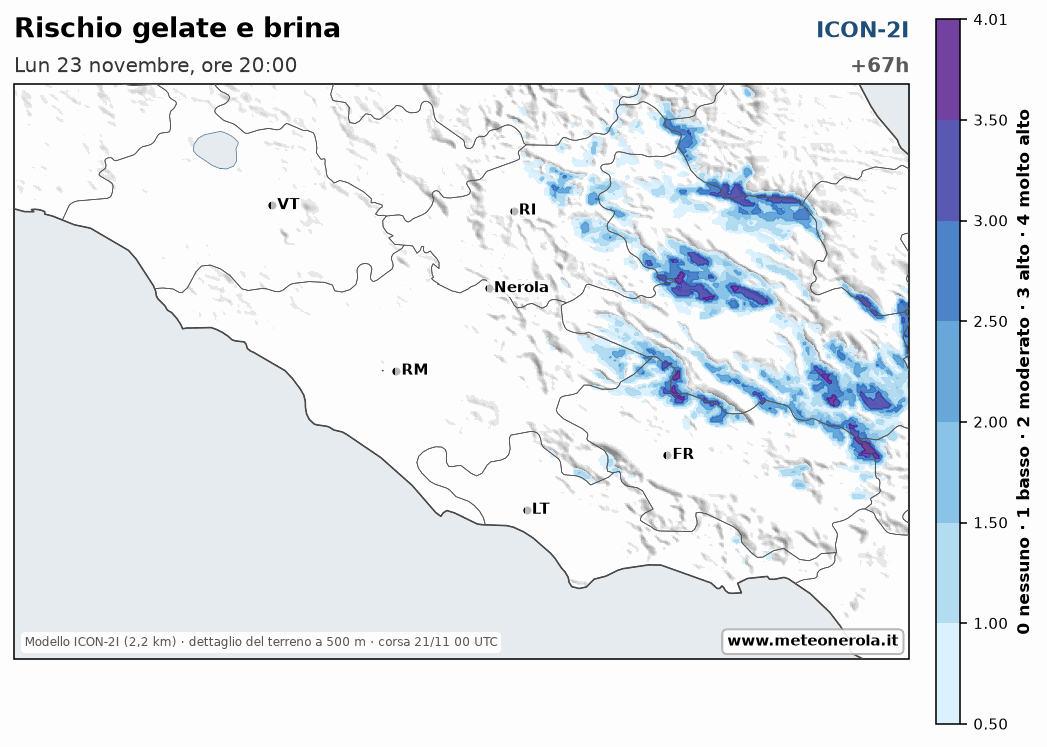 Rischio gelate e brina
ICON-2I
Lun 23 novembre, ore 20:00
+67h
VT
RI
Nerola
RM
FR
LT
Modello ICON-2I (2,2 km) · dettaglio del terreno a 500 m · corsa 21/11 00 UTC
www.meteonerola.it
4.01
3.50
3.00
2.50
2.00
1.50
1.00
0.50
0 nessuno · 1 basso · 2 moderato · 3 alto · 4 molto alto